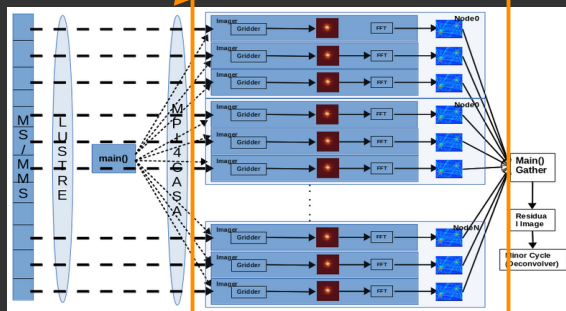 MS/MMS
LUSTRE
main()
MPI4CASA
Imager
Gridder
FFT
Node0
Imager
Gridder
FFT
Imager
Gridder
FFT
Imager
Gridder
FFT
Node0
Imager
Gridder
FFT
Imager
Gridder
FFT
Imager
Gridder
FFT
NodeN
Imager
Gridder
FFT
Imager
Gridder
FFT
Main()
Gather
Residua
l Image
Minor Cycle
(Deconvolver)